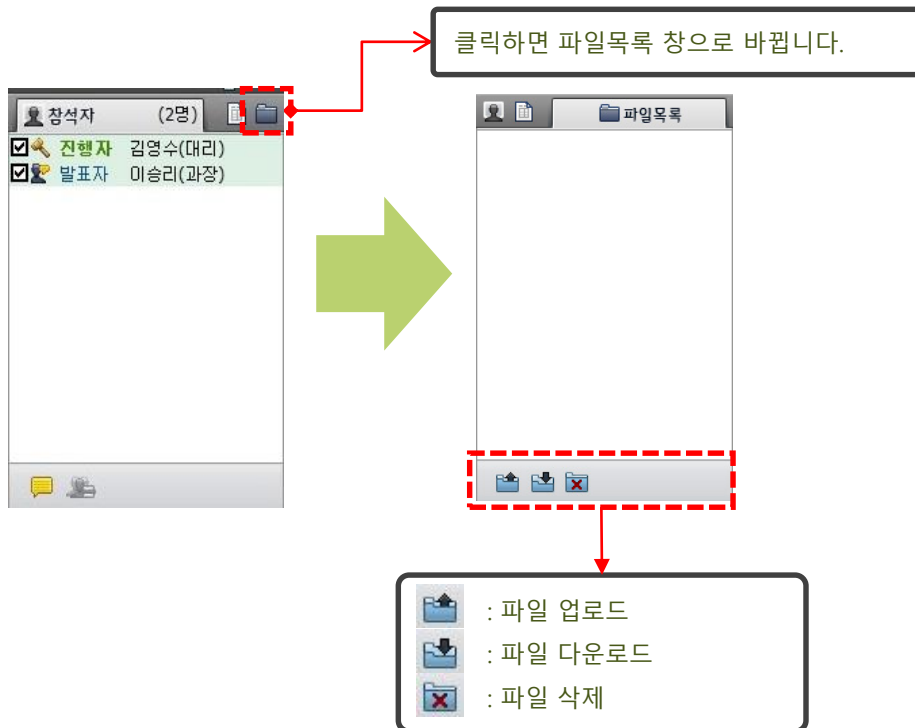 클릭하면 파일목록 창으로 바뀝니다.
참석자 (2명)
진행자 김영수(대리)
발표자 이승리(과장)
파일목록
: 파일 업로드
: 파일 다운로드
: 파일 삭제